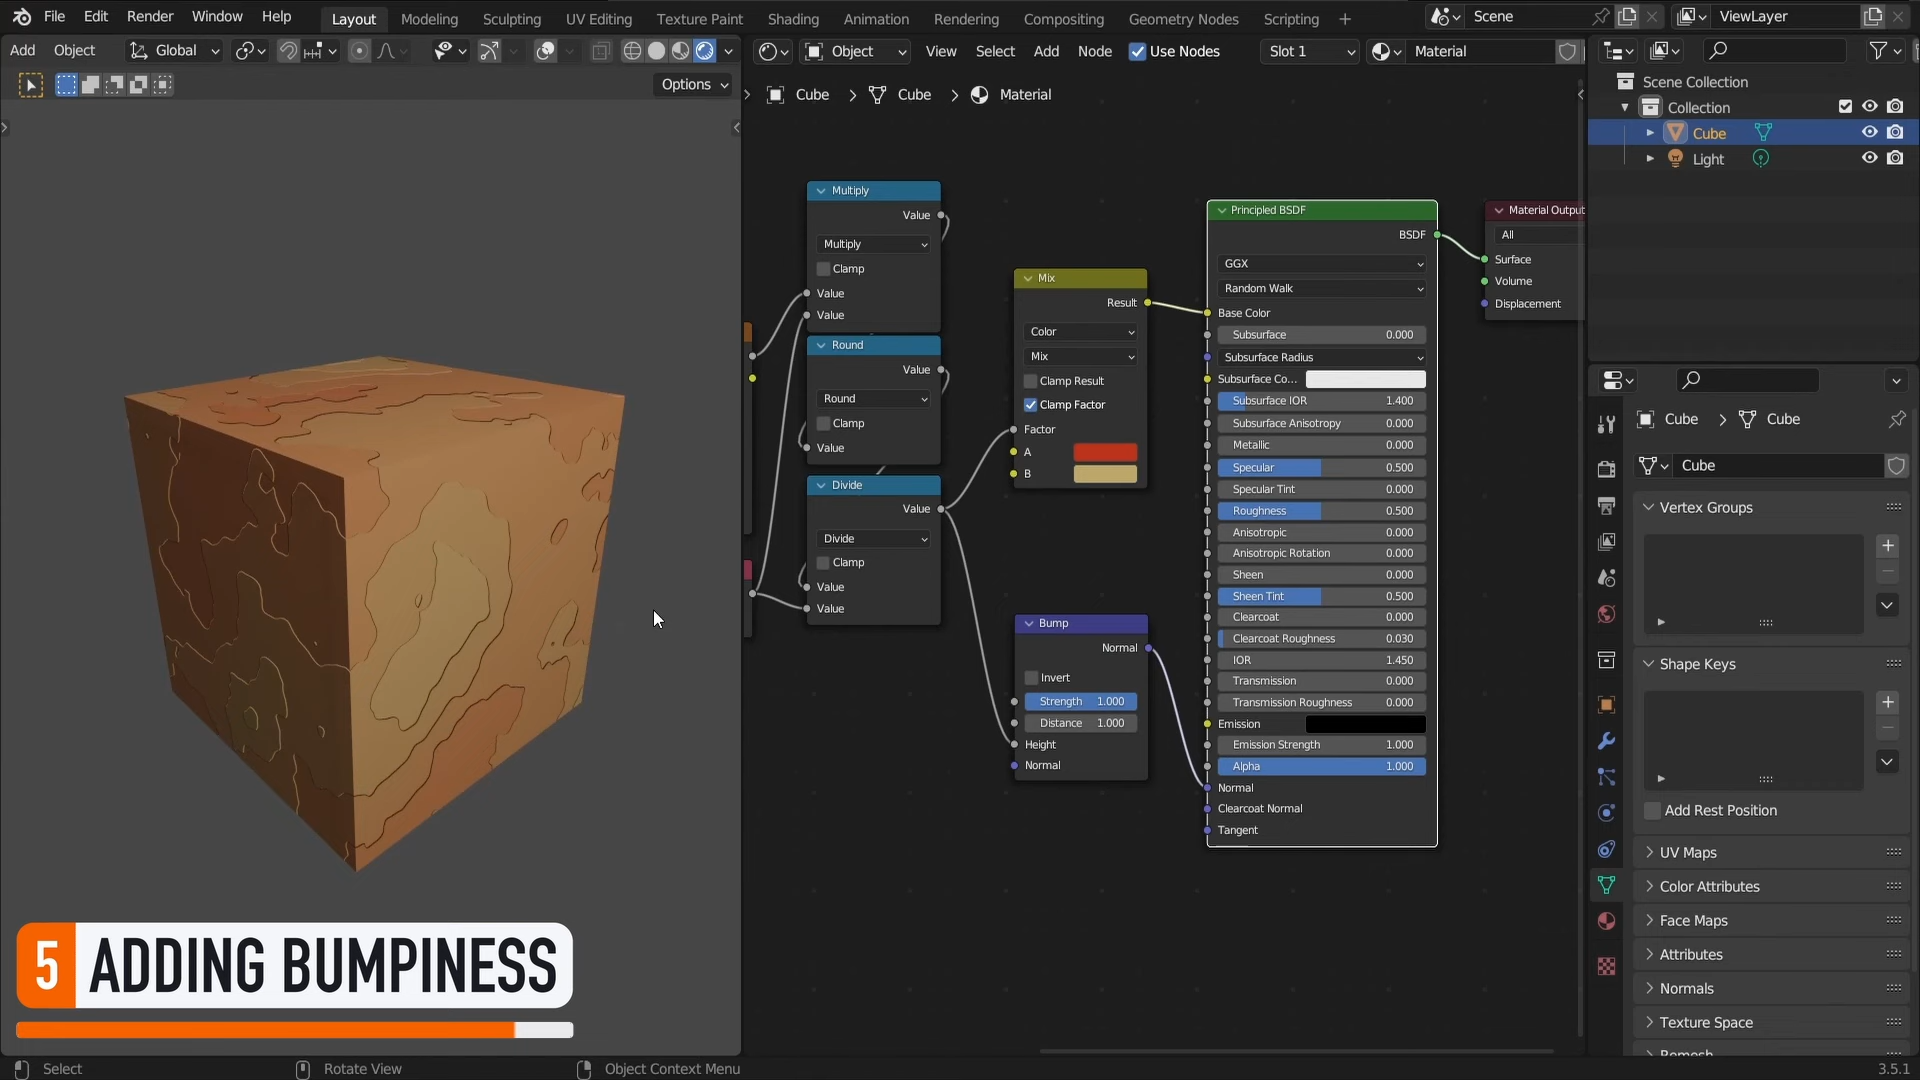 File Edit Render Window Help Layout Modeling Sculpting UV Editing Texture Paint Shading Animation Rendering Compositing Geometry Nodes Scripting + Scene ViewLayer
Add Object Global Object View Select Add Node Use Nodes Slot 1 Material
Options
Cube > Cube > Material
Scene Collection
Collection
Cube
Light
Multiply
Value
Multiply
Clamp
Value
Value
Round
Value
Round
Clamp
Value
Divide
Value
Divide
Clamp
Value
Value
Mix
Result
Color
Mix
Clamp Result
Clamp Factor
Factor
A
B
Bump
Normal
Invert
Strength 1.000
Distance 1.000
Height
Normal
Principled BSDF
BSDF
GGX
Random Walk
Base Color
Subsurface 0.000
Subsurface Radius
Subsurface Co...
Subsurface IOR 1.400
Subsurface Anisotropy 0.000
Metallic 0.000
Specular 0.500
Specular Tint 0.000
Roughness 0.500
Anisotropic 0.000
Anisotropic Rotation 0.000
Sheen 0.000
Sheen Tint 0.500
Clearcoat 0.000
Clearcoat Roughness 0.030
IOR 1.450
Transmission 0.000
Transmission Roughness 0.000
Emission
Emission Strength 1.000
Alpha 1.000
Normal
Clearcoat Normal
Tangent
Material Output
All
Surface
Volume
Displacement
Cube > Cube
Cube
Vertex Groups
Shape Keys
Add Rest Position
UV Maps
Color Attributes
Face Maps
Attributes
Normals
Texture Space
Remesh
5 ADDING BUMPINESS
Select Rotate View Object Context Menu 3.5.1